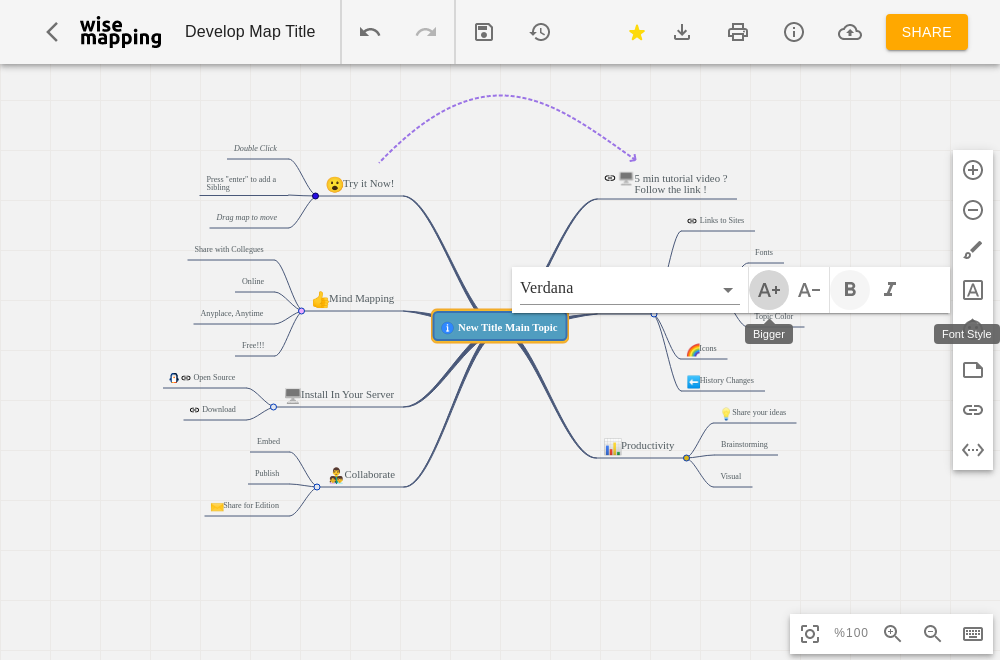 wise
mapping
Develop Map Title
SHARE
Double Click
Press "enter" to add a
Sibling
Drag map to move
😮Try it Now!
Share with Collegues
Online
Anyplace, Anytime
Free!!!
👍Mind Mapping
Open Source
Download
🖥️Install In Your Server
Embed
Publish
Share for Edition
Collaborate
New Title Main Topic
5 min tutorial video ?
Follow the link !
Links to Sites
Fonts
Verdana
A+
A−
B
I
Topic Color
Bigger
Font Style
A
Icons
History Changes
Productivity
Share your ideas
Brainstorming
Visual
%100